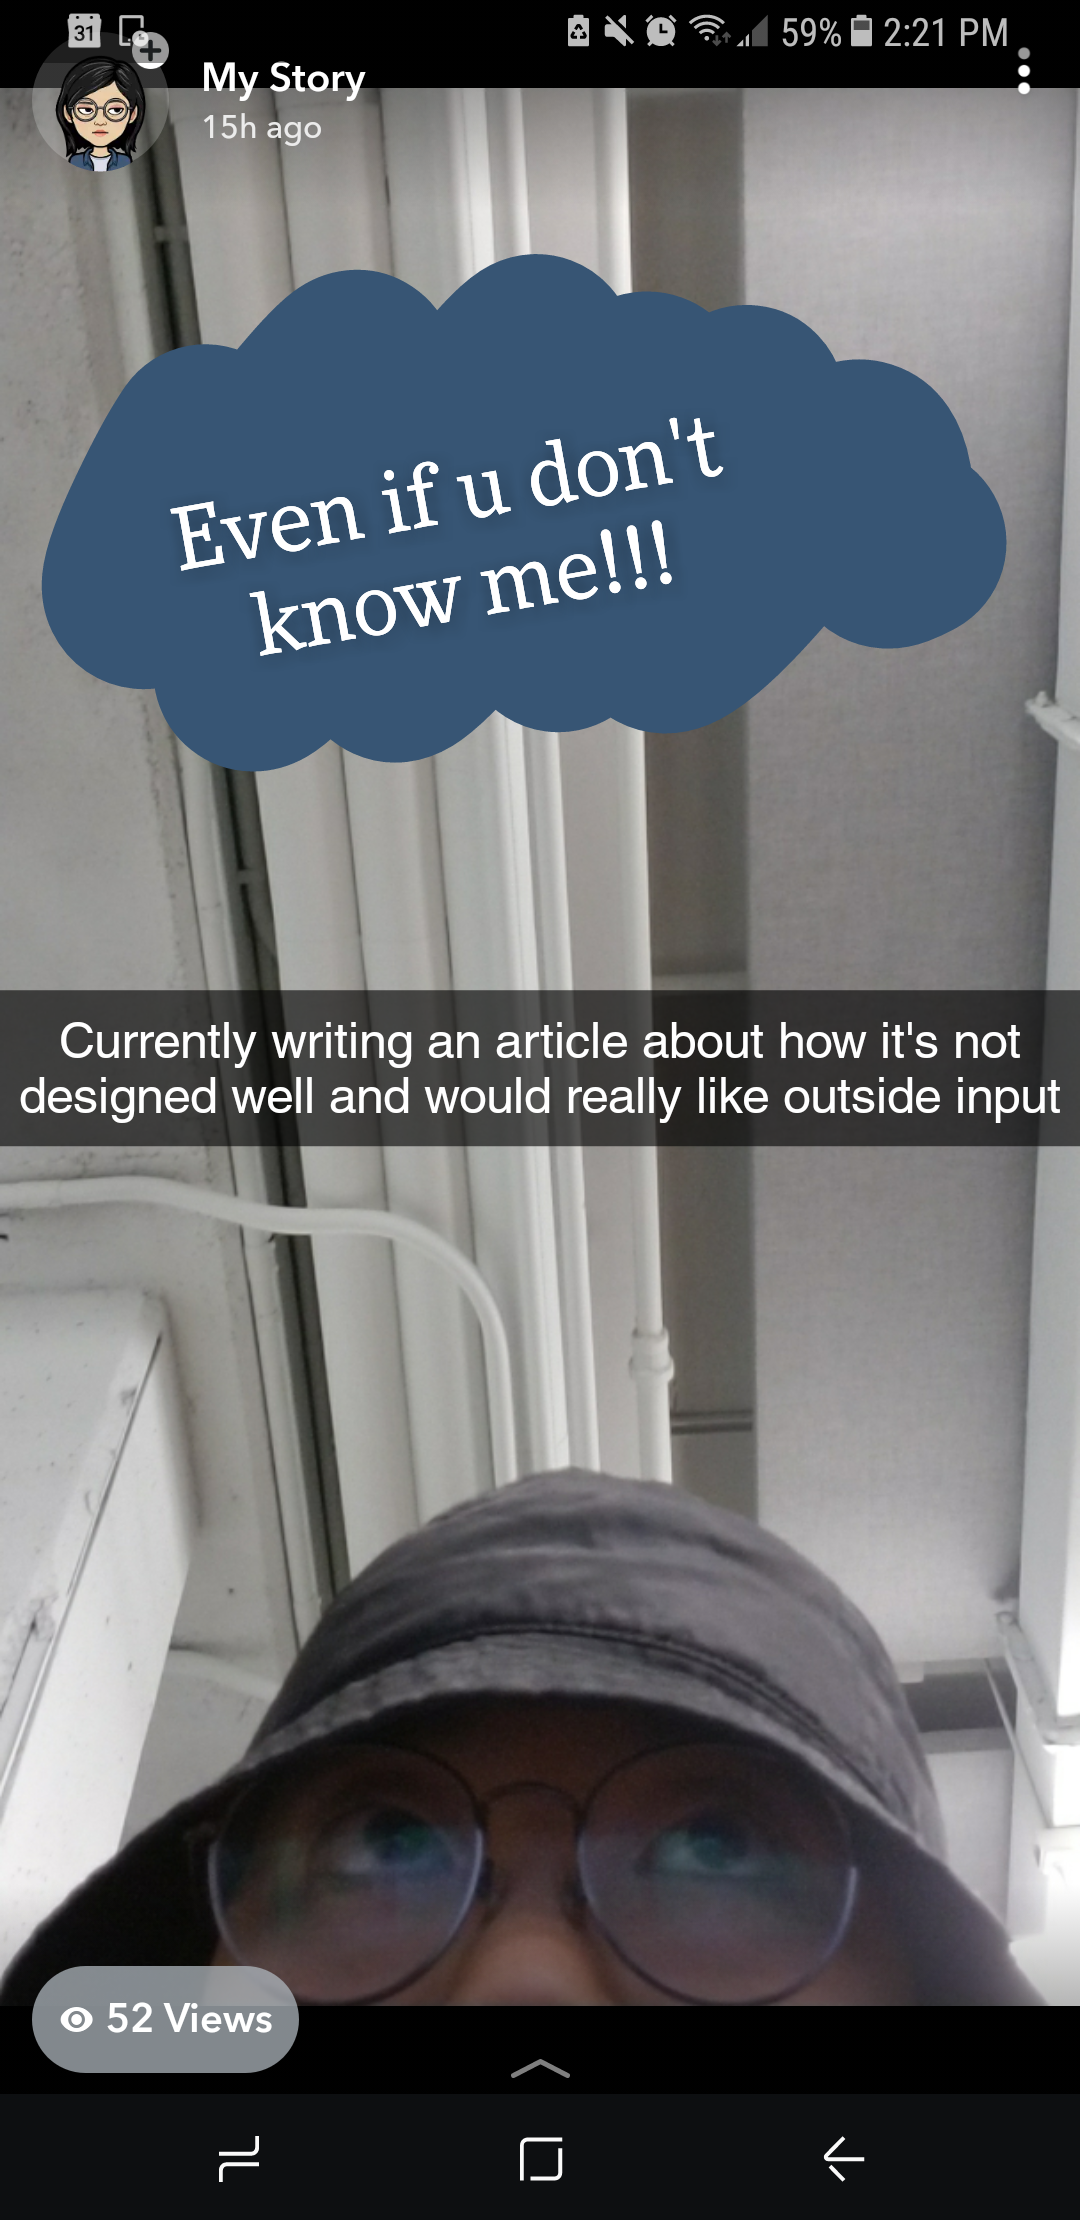 31
59% 2:21 PM
My Story
15h ago
Even if u don't
know me!!!
Currently writing an article about how it's not
designed well and would really like outside input
52 Views